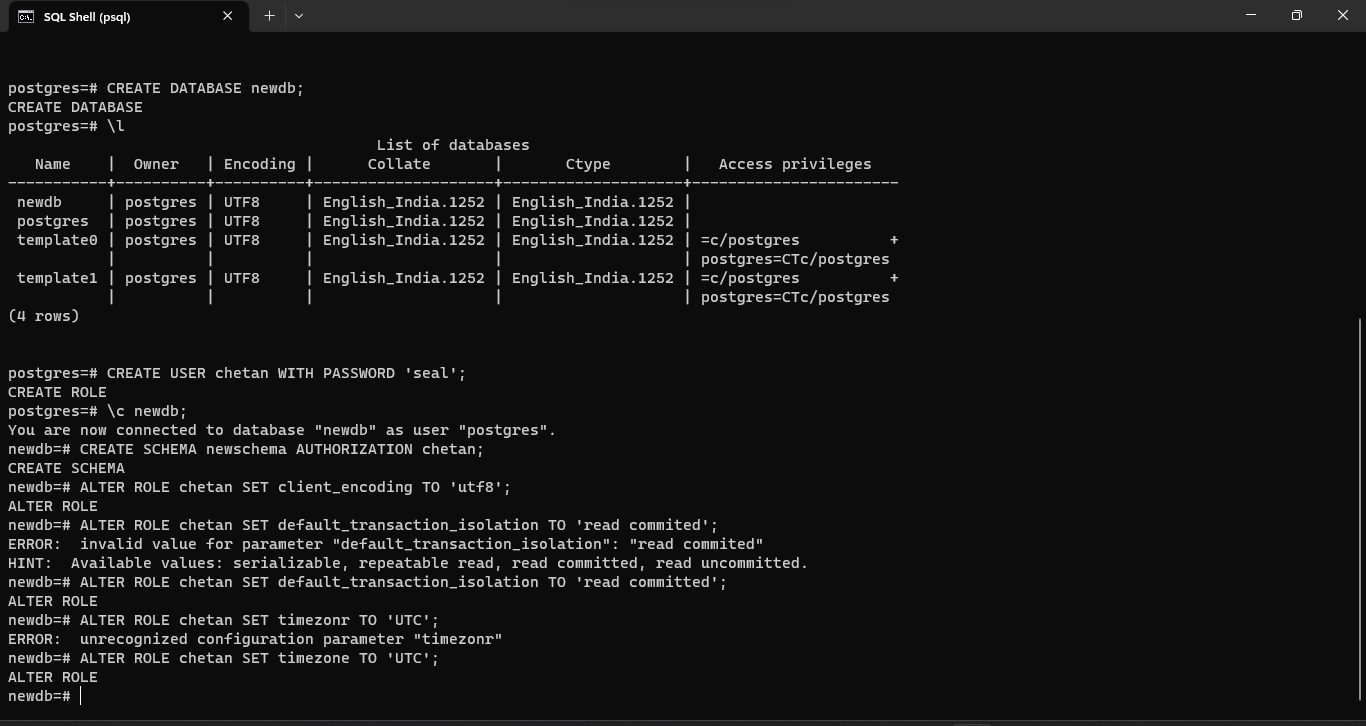 SQL Shell (psql)
postgres=# CREATE DATABASE newdb;
CREATE DATABASE
postgres=# \l
                                         List of databases
   Name    |  Owner   | Encoding |      Collate       |       Ctype        |   Access privileges
-----------+----------+----------+--------------------+--------------------+-----------------------
 newdb     | postgres | UTF8     | English_India.1252 | English_India.1252 |
 postgres  | postgres | UTF8     | English_India.1252 | English_India.1252 |
 template0 | postgres | UTF8     | English_India.1252 | English_India.1252 | =c/postgres          +
           |          |          |                    |                    | postgres=CTc/postgres
 template1 | postgres | UTF8     | English_India.1252 | English_India.1252 | =c/postgres          +
           |          |          |                    |                    | postgres=CTc/postgres
(4 rows)
postgres=# CREATE USER chetan WITH PASSWORD 'seal';
CREATE ROLE
postgres=# \c newdb;
You are now connected to database "newdb" as user "postgres".
newdb=# CREATE SCHEMA newschema AUTHORIZATION chetan;
CREATE SCHEMA
newdb=# ALTER ROLE chetan SET client_encoding TO 'utf8';
ALTER ROLE
newdb=# ALTER ROLE chetan SET default_transaction_isolation TO 'read commited';
ERROR:  invalid value for parameter "default_transaction_isolation": "read commited"
HINT:  Available values: serializable, repeatable read, read committed, read uncommitted.
newdb=# ALTER ROLE chetan SET default_transaction_isolation TO 'read committed';
ALTER ROLE
newdb=# ALTER ROLE chetan SET timezonr TO 'UTC';
ERROR:  unrecognized configuration parameter "timezonr"
newdb=# ALTER ROLE chetan SET timezone TO 'UTC';
ALTER ROLE
newdb=#